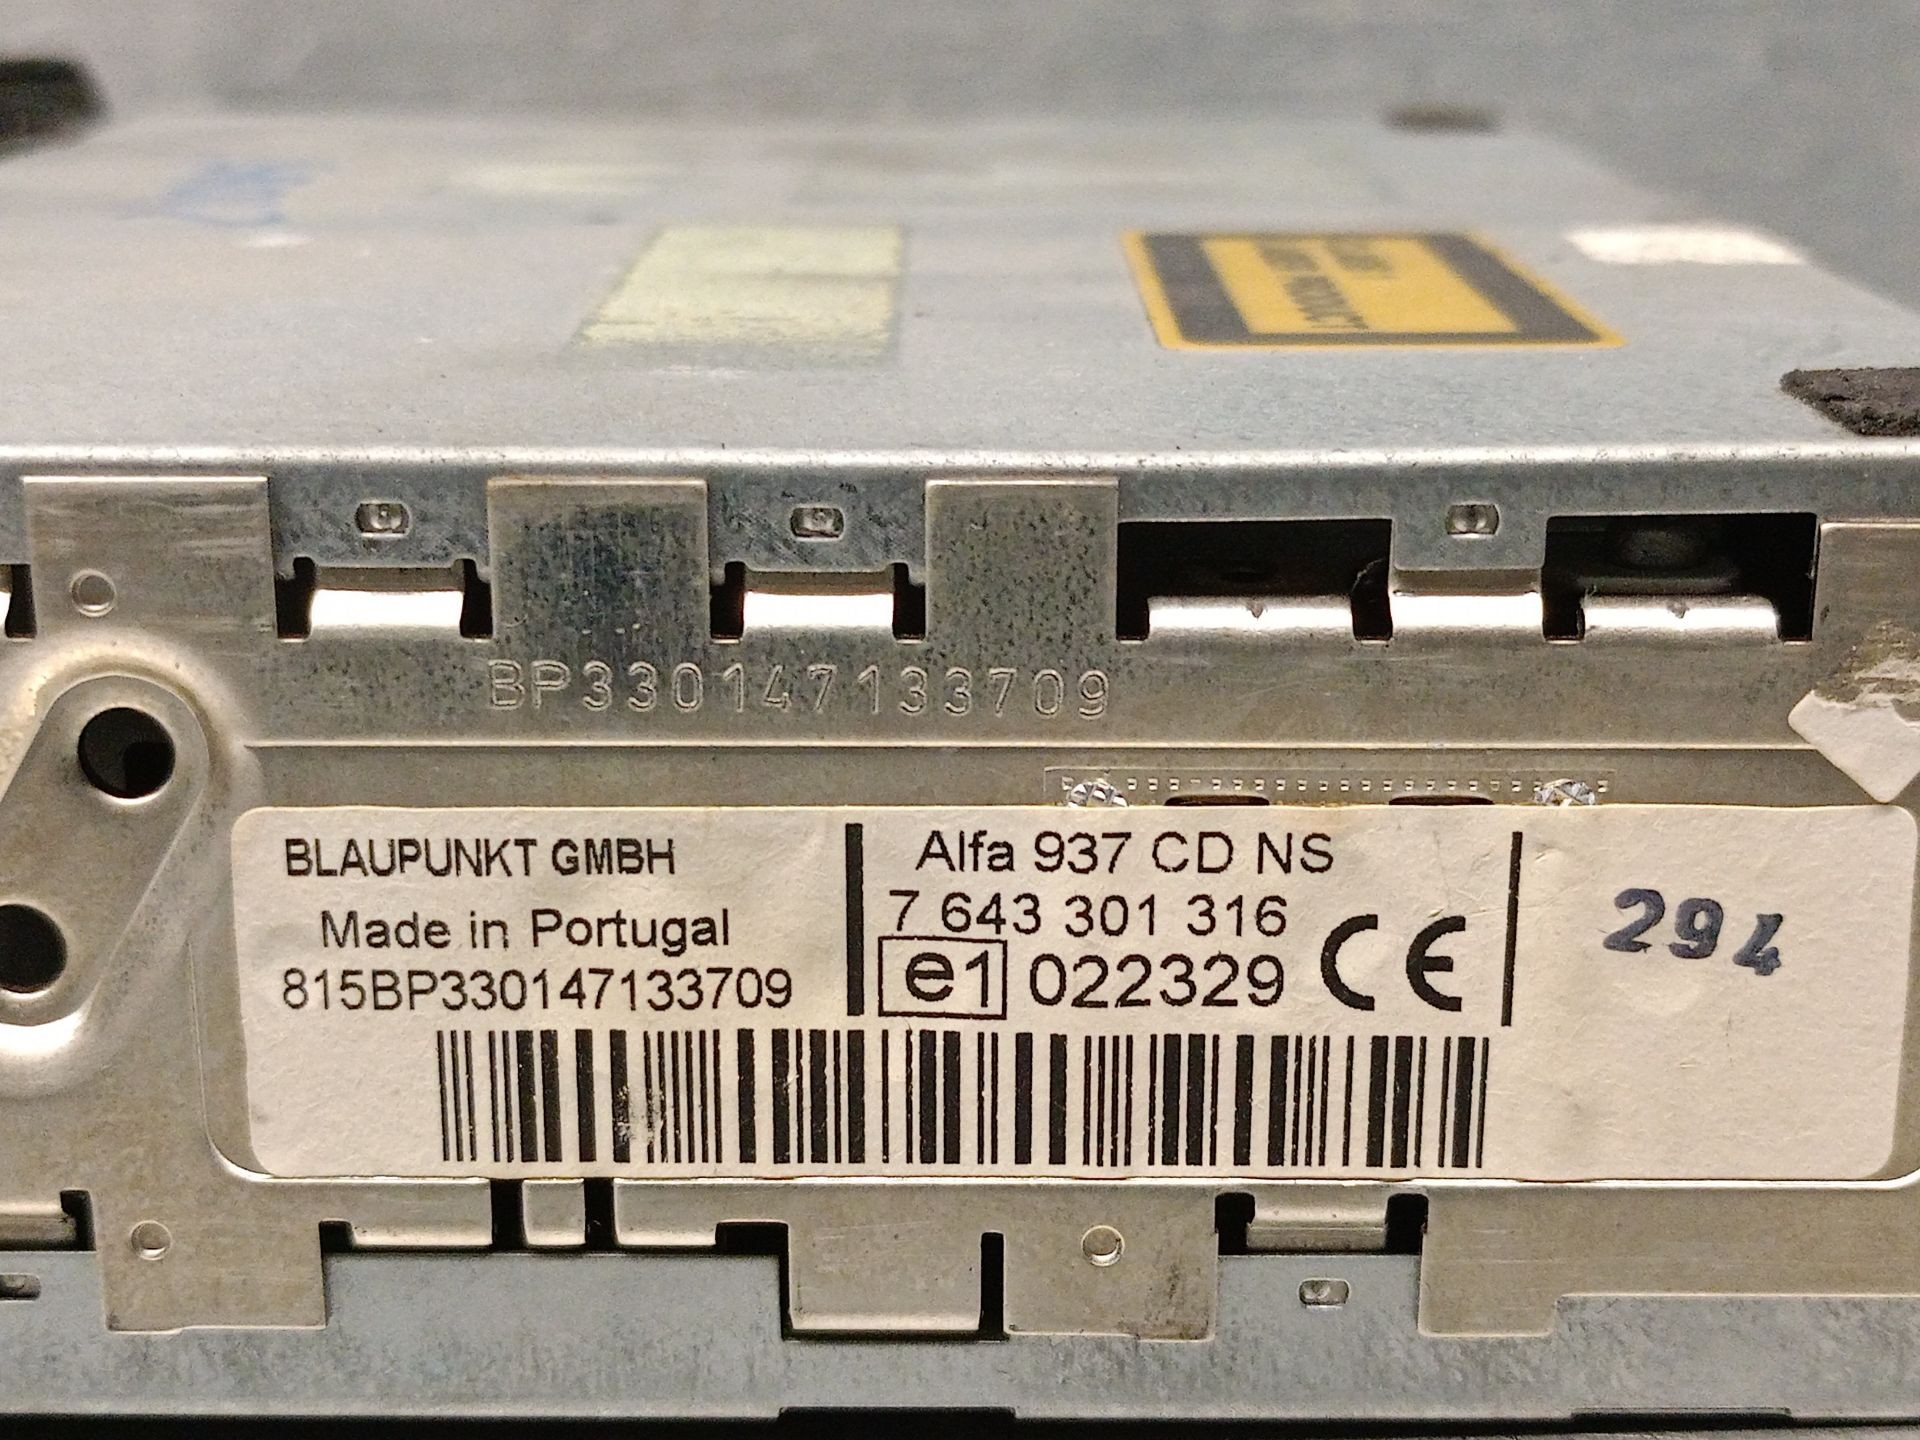 PRODUCT
BP330147133709
BLAUPUNKT GMBH
Made in Portugal
815BP330147133709
Alfa 937 CD NS
7 643 301 316
e1 022329 CE
294